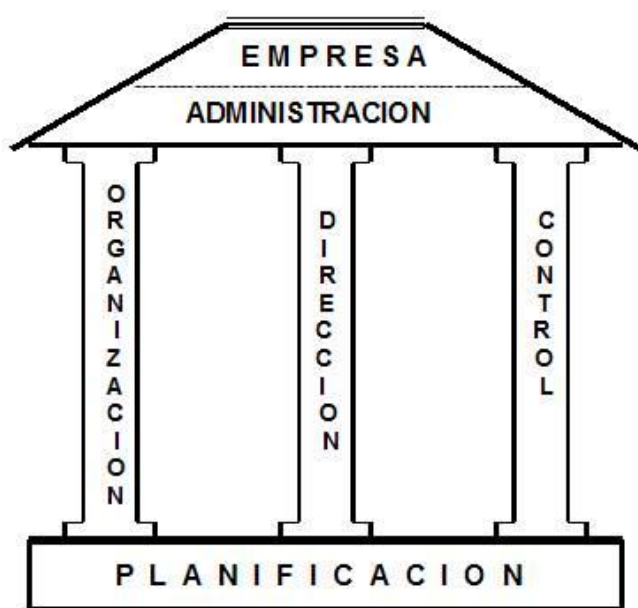 EMPRESA
ADMINISTRACION
ORGANIZACION
DIRECCION
CONTROL
PLANIFICACION